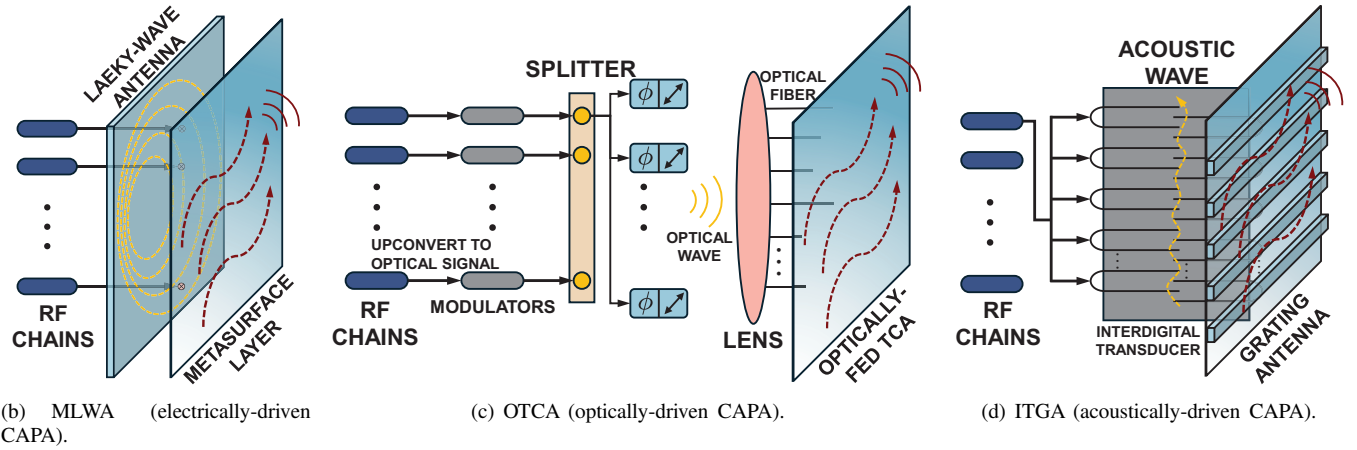 LAEKY-WAVE
ANTENNA
RF
CHAINS
METASURFACE
LAYER
(b) MLWA (electrically-driven
CAPA).
SPLITTER
ϕ
ϕ
ϕ
UPCONVERT TO
OPTICAL SIGNAL
MODULATORS
RF
CHAINS
OPTICAL
WAVE
OPTICAL
FIBER
LENS
OPTICALLY-
FED TCA
(c) OTCA (optically-driven CAPA).
ACOUSTIC
WAVE
RF
CHAINS
INTERDIGITAL
TRANSDUCER
GRATING
ANTENNA
(d) ITGA (acoustically-driven CAPA).